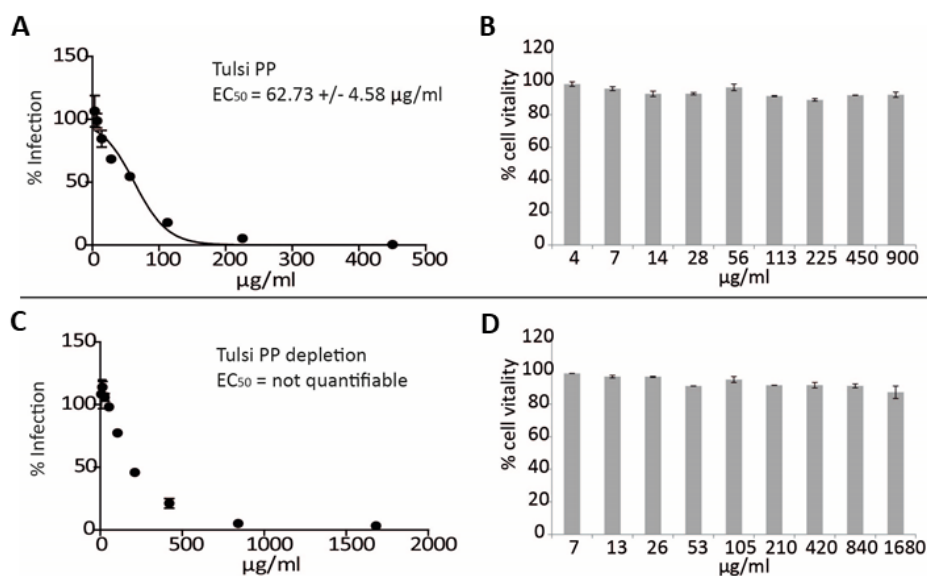 A
150
100
50
0
% Infection
Tulsi PP
EC₅₀ = 62.73 +/- 4.58 µg/ml
0 100 200 300 400 500
µg/ml
B
120
100
80
60
40
20
0
% cell vitality
4 7 14 28 56 113 225 450 900
µg/ml
C
150
100
50
0
% Infection
Tulsi PP depletion
EC₅₀ = not quantifiable
0 500 1000 1500 2000
µg/ml
D
120
100
80
60
40
20
0
% cell vitality
7 13 26 53 105 210 420 840 1680
µg/ml